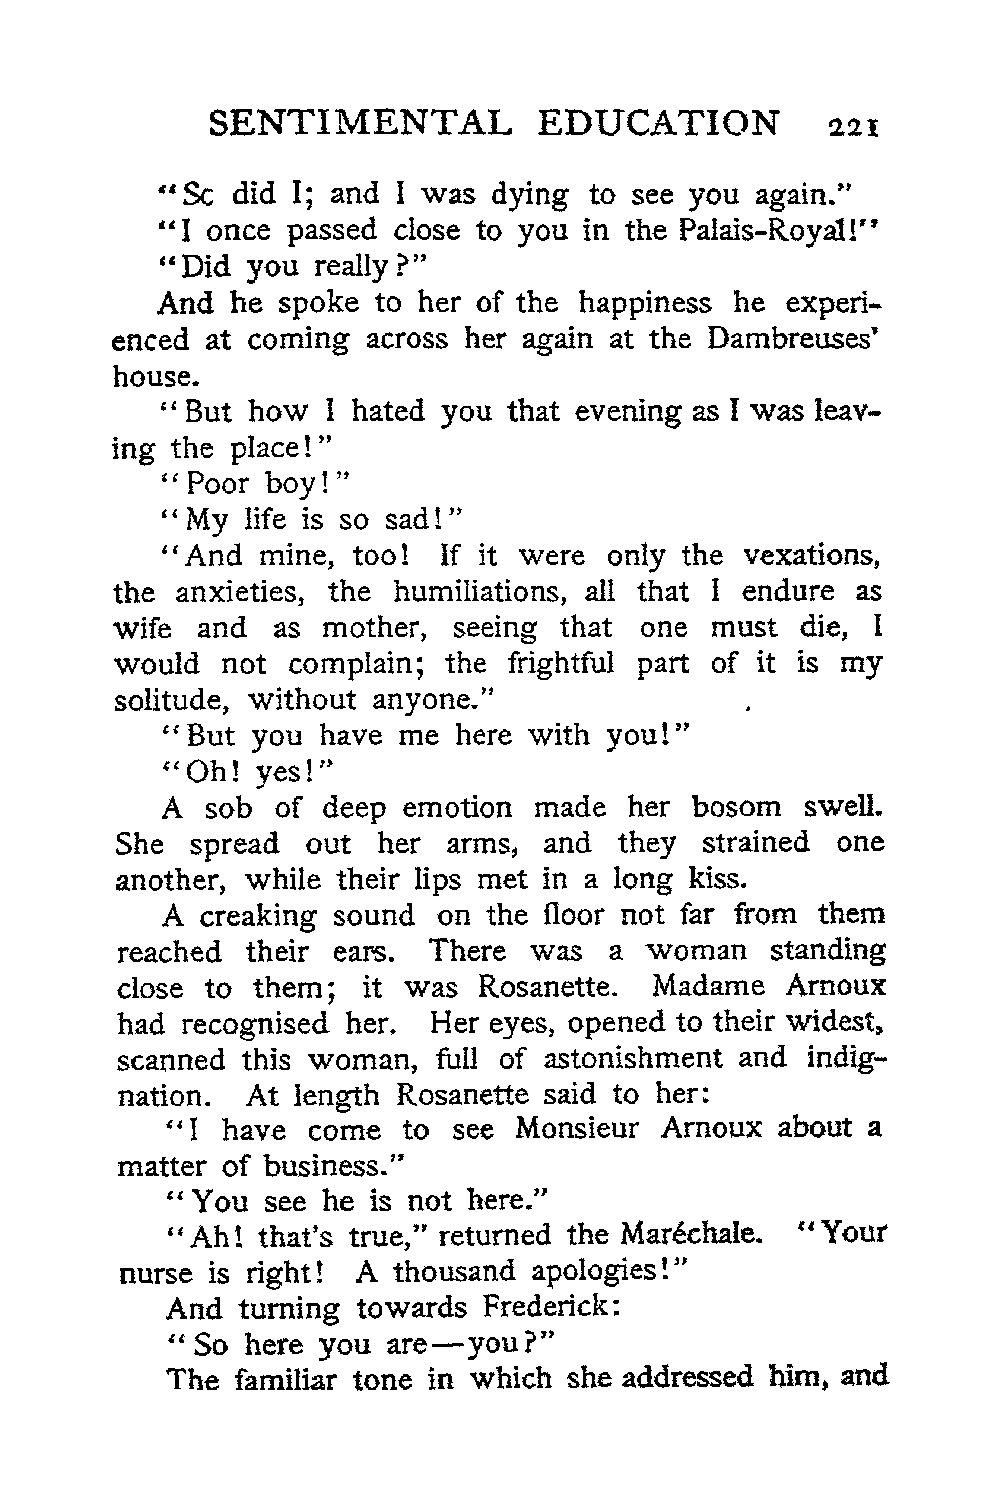 SENTIMENTAL EDUCATION 221
“Sc did I; and I was dying to see you again.”
“I once passed close to you in the Palais-Royal!”
“Did you really?”
And he spoke to her of the happiness he experi-
enced at coming across her again at the Dambreuses’
house.
“But how I hated you that evening as I was leav-
ing the place!”
“Poor boy!”
“My life is so sad!”
“And mine, too! If it were only the vexations,
the anxieties, the humiliations, all that I endure as
wife and as mother, seeing that one must die, I
would not complain; the frightful part of it is my
solitude, without anyone.”
“But you have me here with you!”
“Oh! yes!”
A sob of deep emotion made her bosom swell.
She spread out her arms, and they strained one
another, while their lips met in a long kiss.
A creaking sound on the floor not far from them
reached their ears. There was a woman standing
close to them; it was Rosanette. Madame Arnoux
had recognised her. Her eyes, opened to their widest,
scanned this woman, full of astonishment and indig-
nation. At length Rosanette said to her:
“I have come to see Monsieur Arnoux about a
matter of business.”
“You see he is not here.”
“Ah! that’s true,” returned the Maréchale. “Your
nurse is right! A thousand apologies!”
And turning towards Frederick:
“So here you are—you?”
The familiar tone in which she addressed him, and